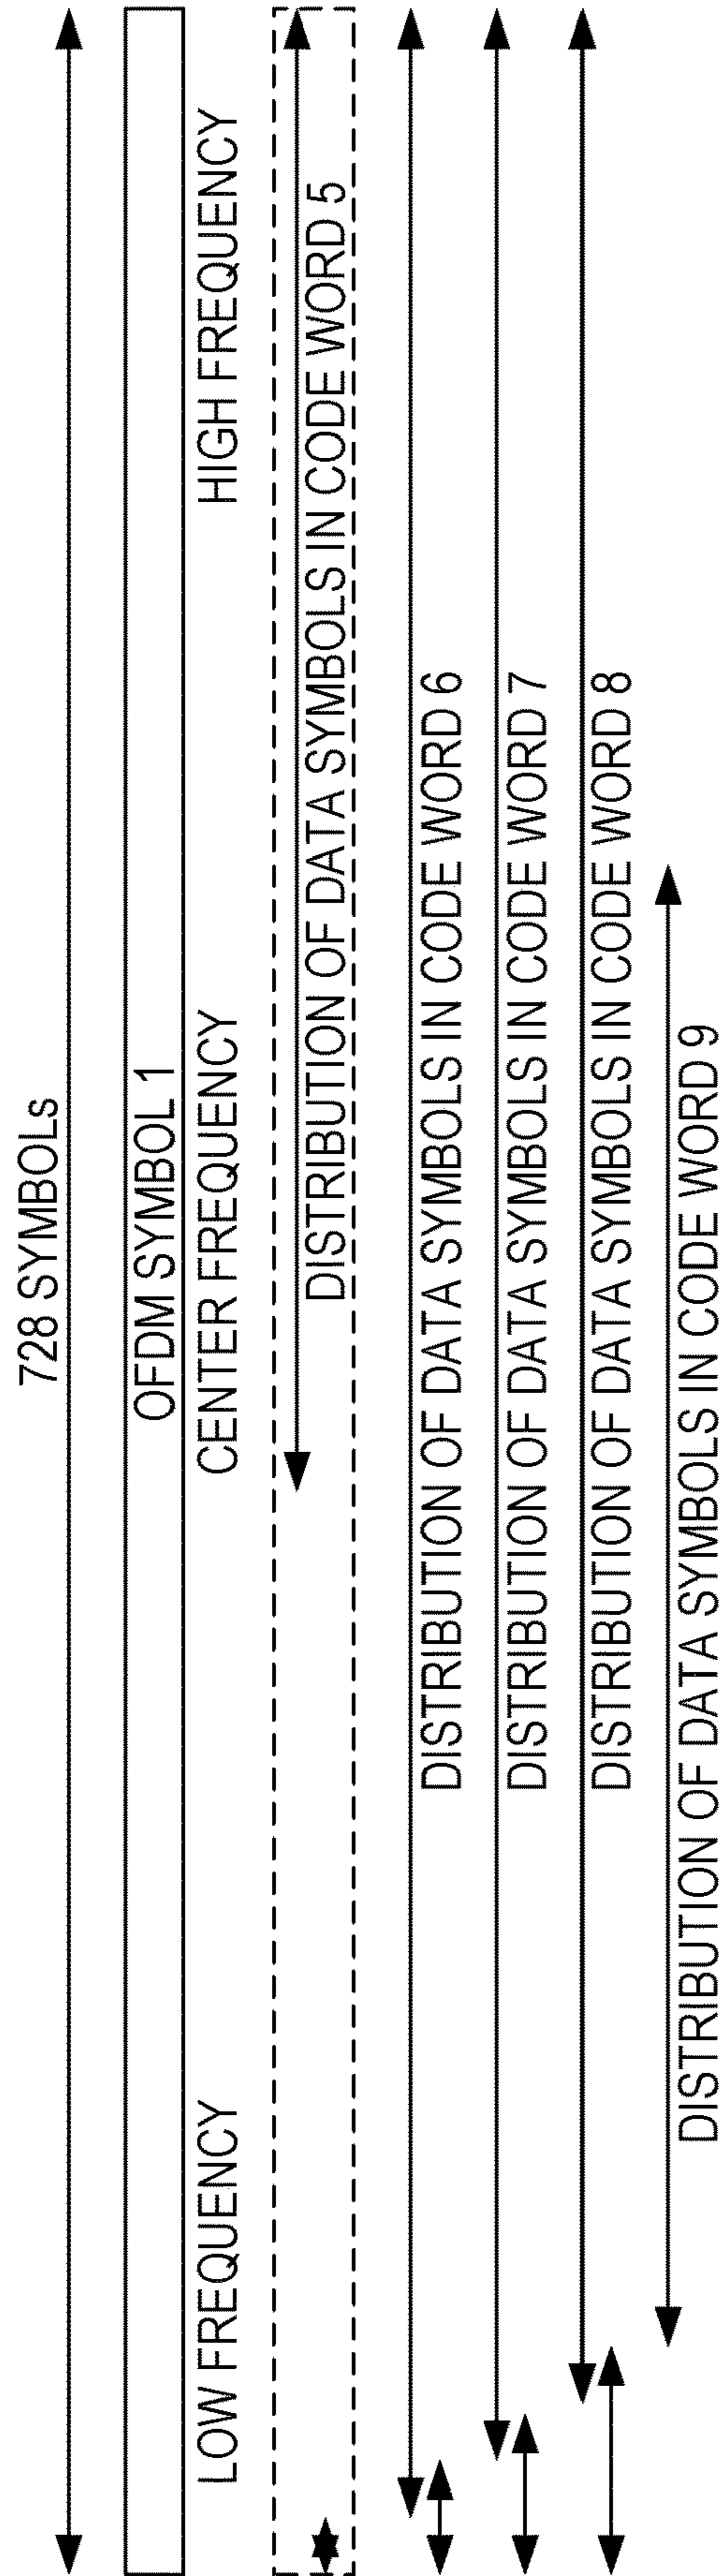 728 SYMBOLs
OFDM SYMBOL 1
LOW FREQUENCY
CENTER FREQUENCY
HIGH FREQUENCY
DISTRIBUTION OF DATA SYMBOLS IN CODE WORD 5
DISTRIBUTION OF DATA SYMBOLS IN CODE WORD 6
DISTRIBUTION OF DATA SYMBOLS IN CODE WORD 7
DISTRIBUTION OF DATA SYMBOLS IN CODE WORD 8
DISTRIBUTION OF DATA SYMBOLS IN CODE WORD 9